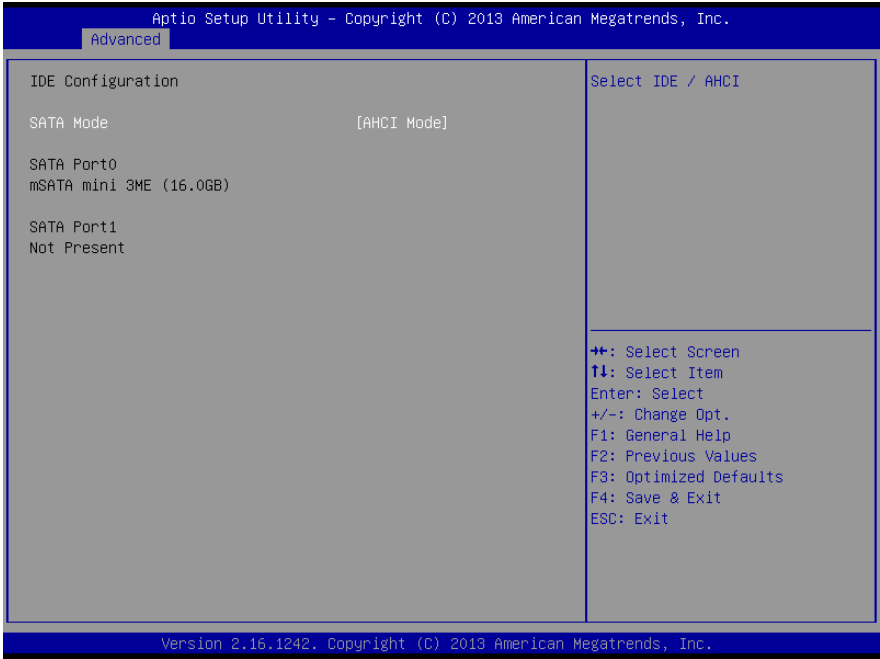 Aptio Setup Utility – Copyright (C) 2013 American Megatrends, Inc.
Advanced
IDE Configuration
SATA Mode [AHCI Mode]
SATA Port0
mSATA mini 3ME (16.0GB)
SATA Port1
Not Present
Select IDE / AHCI
→←: Select Screen
↑↓: Select Item
Enter: Select
+/-: Change Opt.
F1: General Help
F2: Previous Values
F3: Optimized Defaults
F4: Save & Exit
ESC: Exit
Version 2.16.1242. Copyright (C) 2013 American Megatrends, Inc.